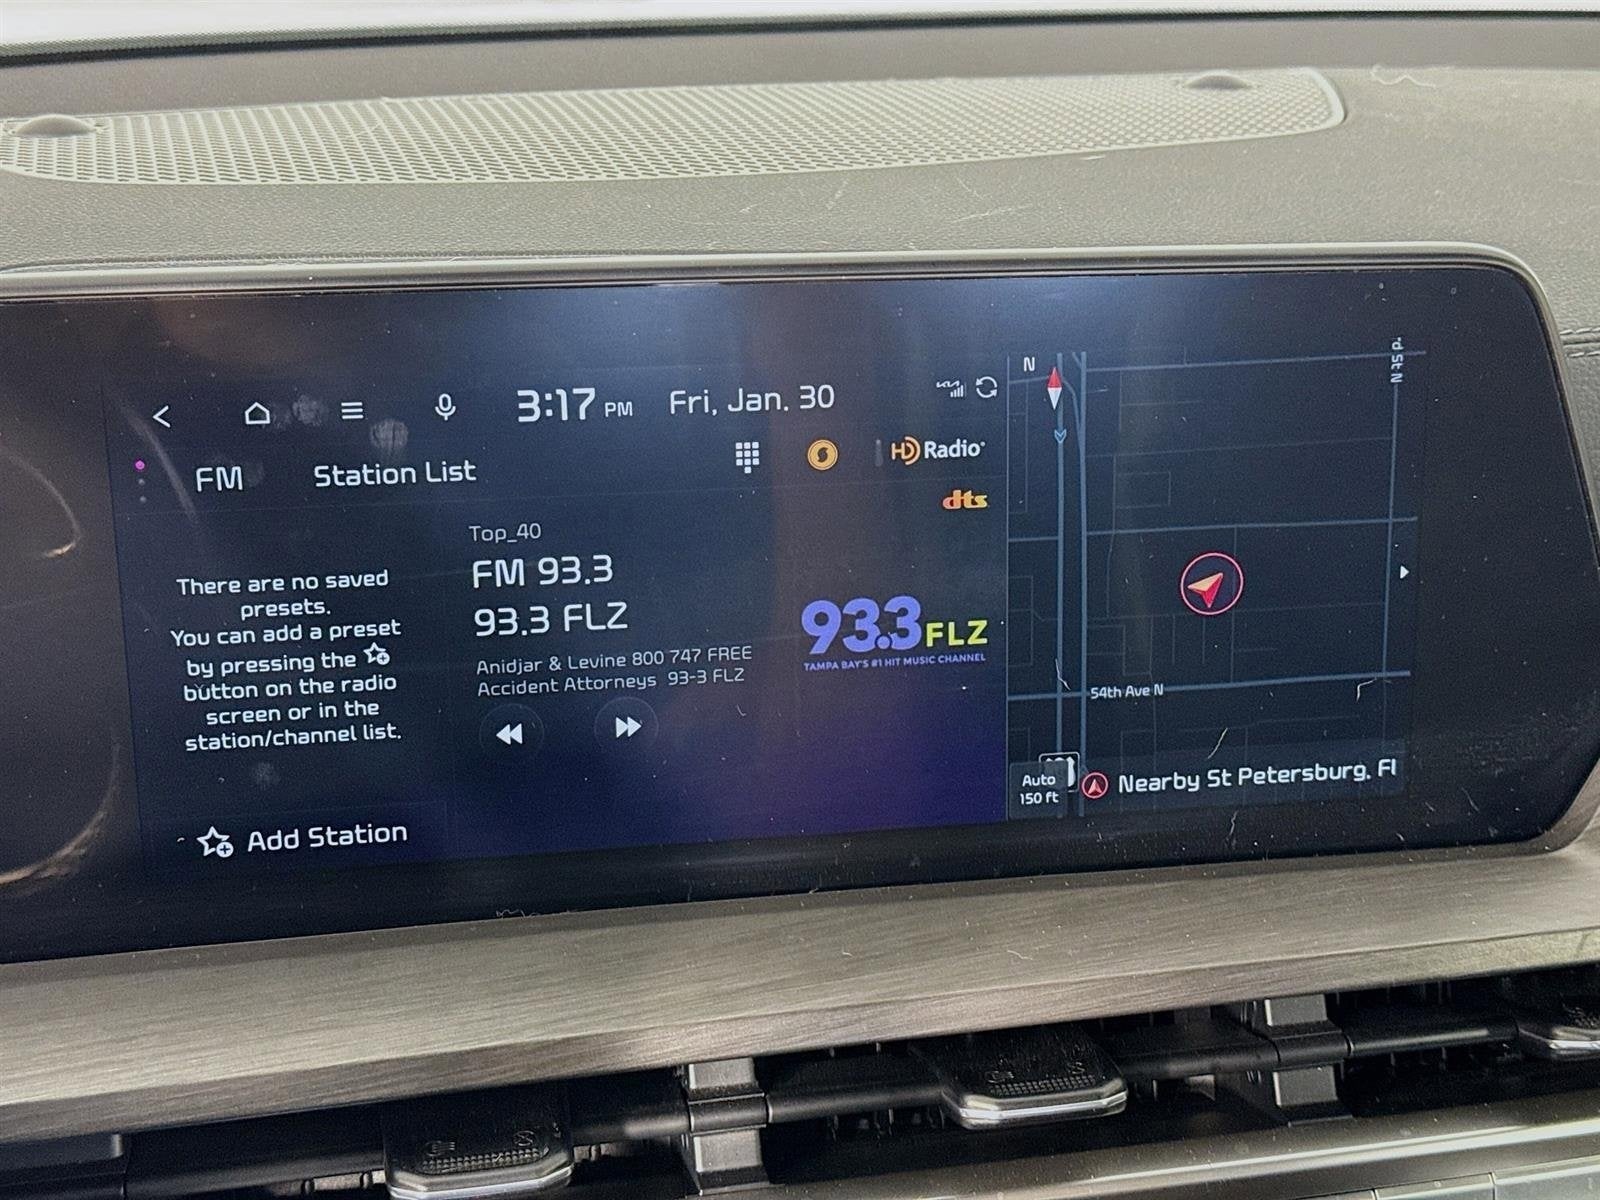 3:17 PM Fri, Jan. 30
FM Station List
HD Radio
dts
There are no saved
presets.
You can add a preset
by pressing the
button on the radio
screen or in the
station/channel list.
Add Station
Top_40
FM 93.3
93.3 FLZ
Anidjar & Levine 800 747 FREE
Accident Attorneys 93-3 FLZ
93.3 FLZ
TAMPA BAY'S #1 HIT MUSIC CHANNEL
N
d St N
54th Ave N
Auto
150 ft
Nearby St Petersburg, Fl